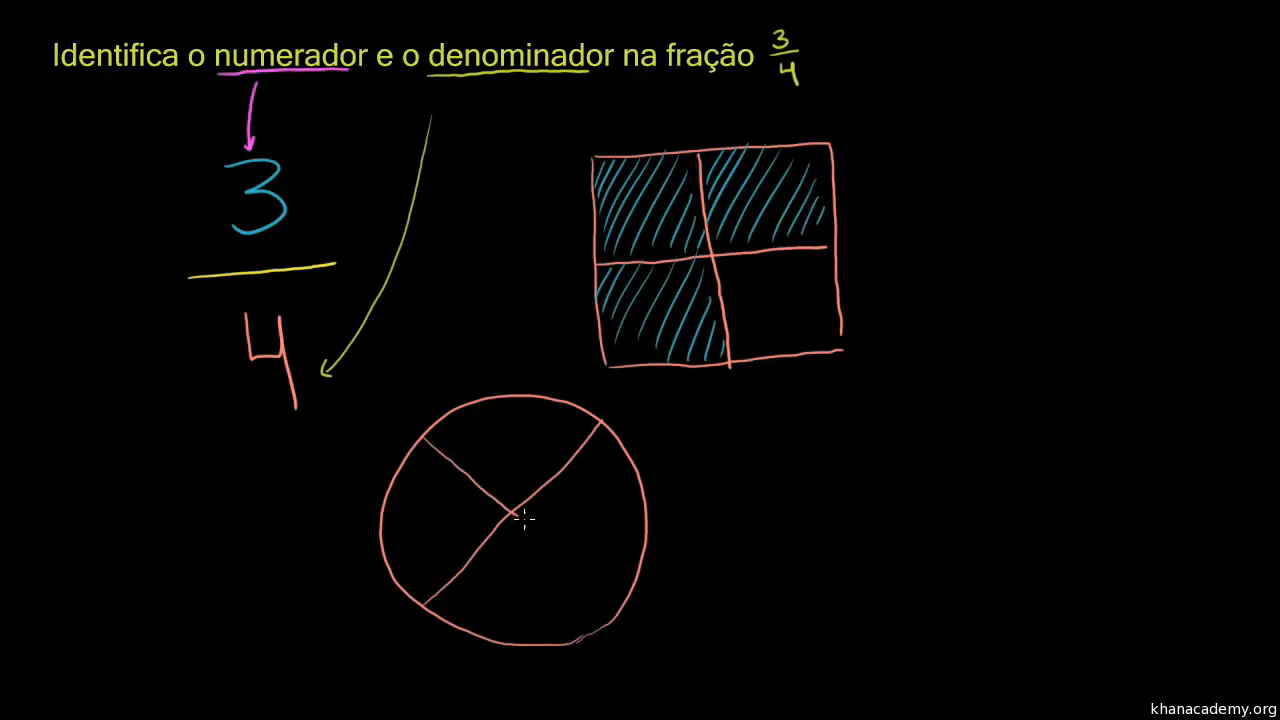 Identifica o numerador e o denominador na fração 3/4
3
4
khanacademy.org